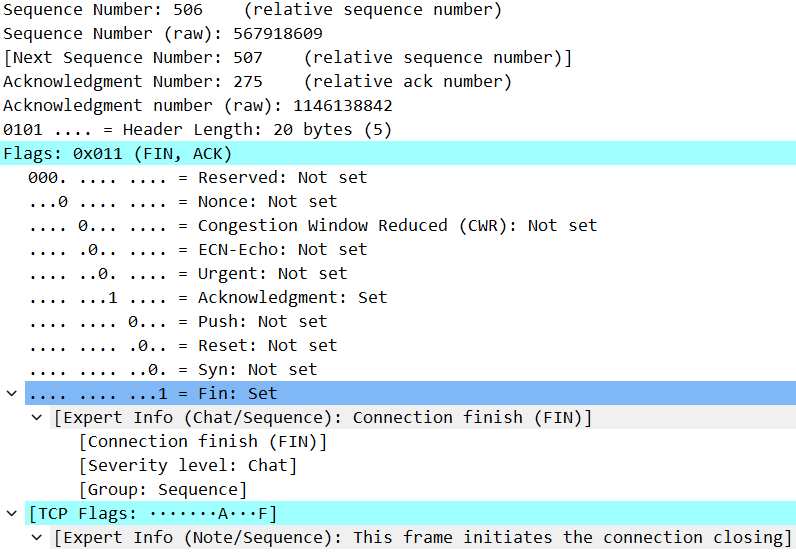 Sequence Number: 506    (relative sequence number)
Sequence Number (raw): 567918609
[Next Sequence Number: 507    (relative sequence number)]
Acknowledgment Number: 275    (relative ack number)
Acknowledgment number (raw): 1146138842
0101 .... = Header Length: 20 bytes (5)
Flags: 0x011 (FIN, ACK)
000. .... .... = Reserved: Not set
...0 .... .... = Nonce: Not set
.... 0... .... = Congestion Window Reduced (CWR): Not set
.... .0.. .... = ECN-Echo: Not set
.... ..0. .... = Urgent: Not set
.... ...1 .... = Acknowledgment: Set
.... .... 0... = Push: Not set
.... .... .0.. = Reset: Not set
.... .... ..0. = Syn: Not set
.... .... ...1 = Fin: Set
[Expert Info (Chat/Sequence): Connection finish (FIN)]
[Connection finish (FIN)]
[Severity level: Chat]
[Group: Sequence]
[TCP Flags: ·······A···F]
[Expert Info (Note/Sequence): This frame initiates the connection closing]